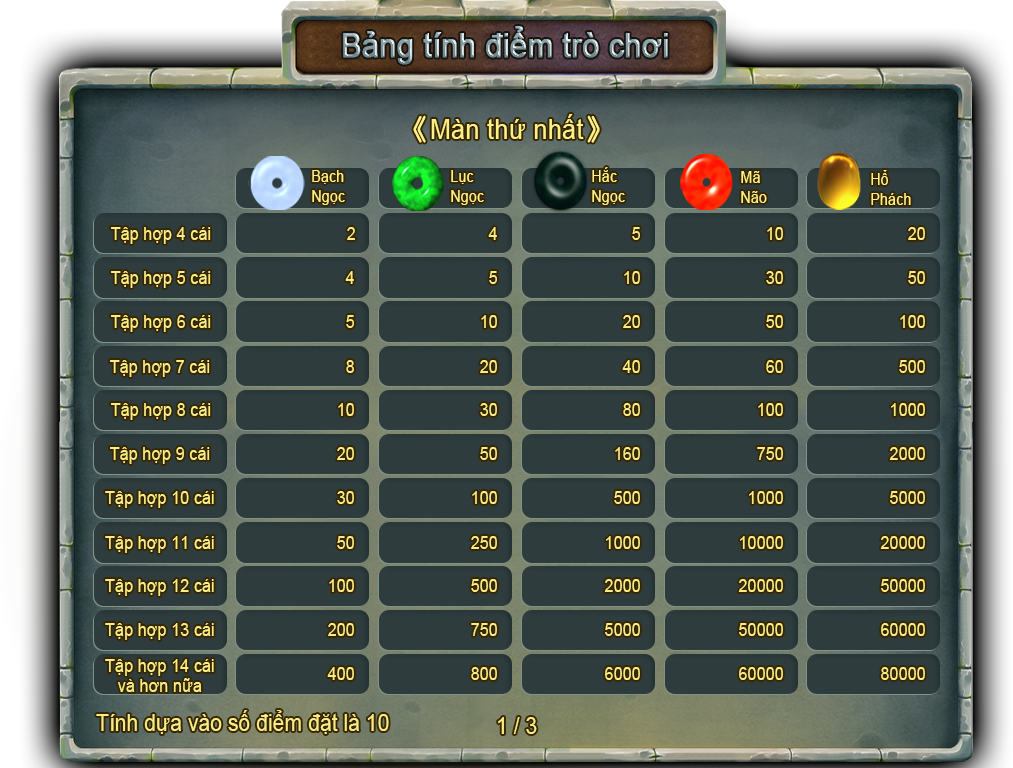 Bảng tính điểm trò chơi
《Màn thứ nhất》
Bạch Ngọc Lục Ngọc Hắc Ngọc Mã Não Hổ Phách
Tập hợp 4 cái 2 4 5 10 20
Tập hợp 5 cái 4 5 10 30 50
Tập hợp 6 cái 5 10 20 50 100
Tập hợp 7 cái 8 20 40 60 500
Tập hợp 8 cái 10 30 80 100 1000
Tập hợp 9 cái 20 50 160 750 2000
Tập hợp 10 cái 30 100 500 1000 5000
Tập hợp 11 cái 50 250 1000 10000 20000
Tập hợp 12 cái 100 500 2000 20000 50000
Tập hợp 13 cái 200 750 5000 50000 60000
Tập hợp 14 cái
và hơn nữa 400 800 6000 60000 80000
Tính dựa vào số điểm đặt là 10 1 / 3